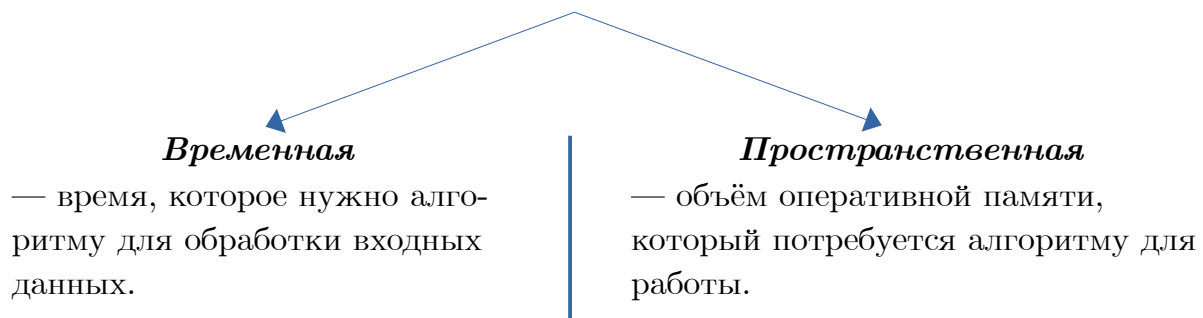 Временная
— время, которое нужно алго-
ритму для обработки входных
данных.
Пространственная
— объём оперативной памяти,
который потребуется алгоритму для
работы.